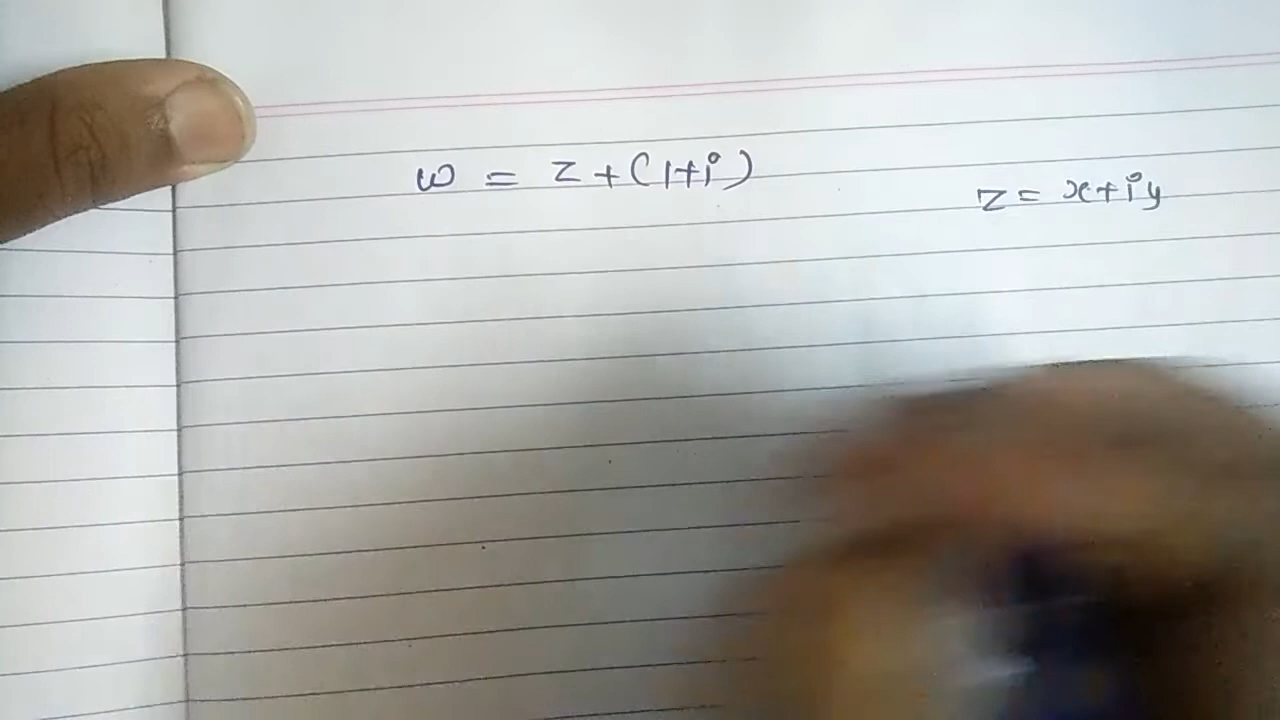 w = z + (1+i)
z = x+iy